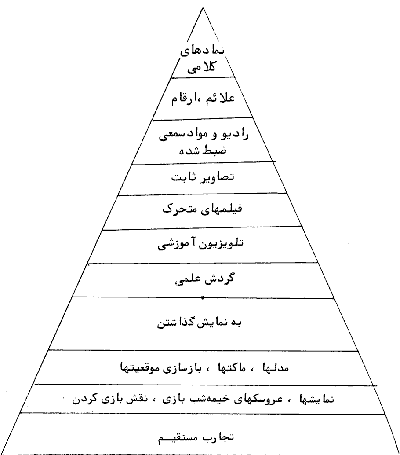 نمادهای
کلامی
علائم ،ارقام
رادیو و موادسمعی
ضبط شده
تصاویر ثابت
فیلمهای متحرک
تلویزیون آموزشی
گردش علمی
به نمایش گذاشتن
مدلها ، ماکتها ، بازسازی موقعیتها
نمایشها ، عروسکهای خیمه‌شب بازی ، نقش بازی کردن
تجارب مستقیم